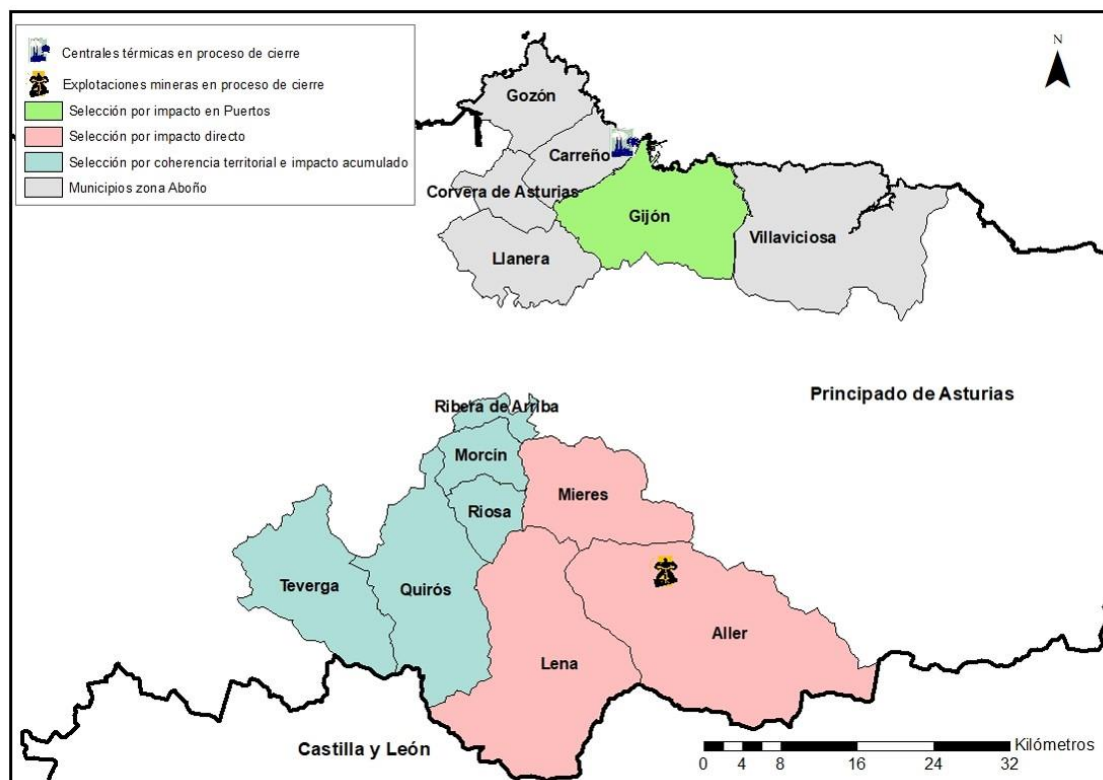 Centrales térmicas en proceso de cierre
Explotaciones mineras en proceso de cierre
Selección por impacto en Puertos
Selección por impacto directo
Selección por coherencia territorial e impacto acumulado
Municipios zona Aboño
N
Gozón
Carreño
Corvera de Asturias
Gijón
Villaviciosa
Llanera
Principado de Asturias
Ribera de Arriba
Morcín
Mieres
Riosa
Teverga
Quirós
Aller
Lena
Castilla y León
Kilómetros
0 4 8 16 24 32